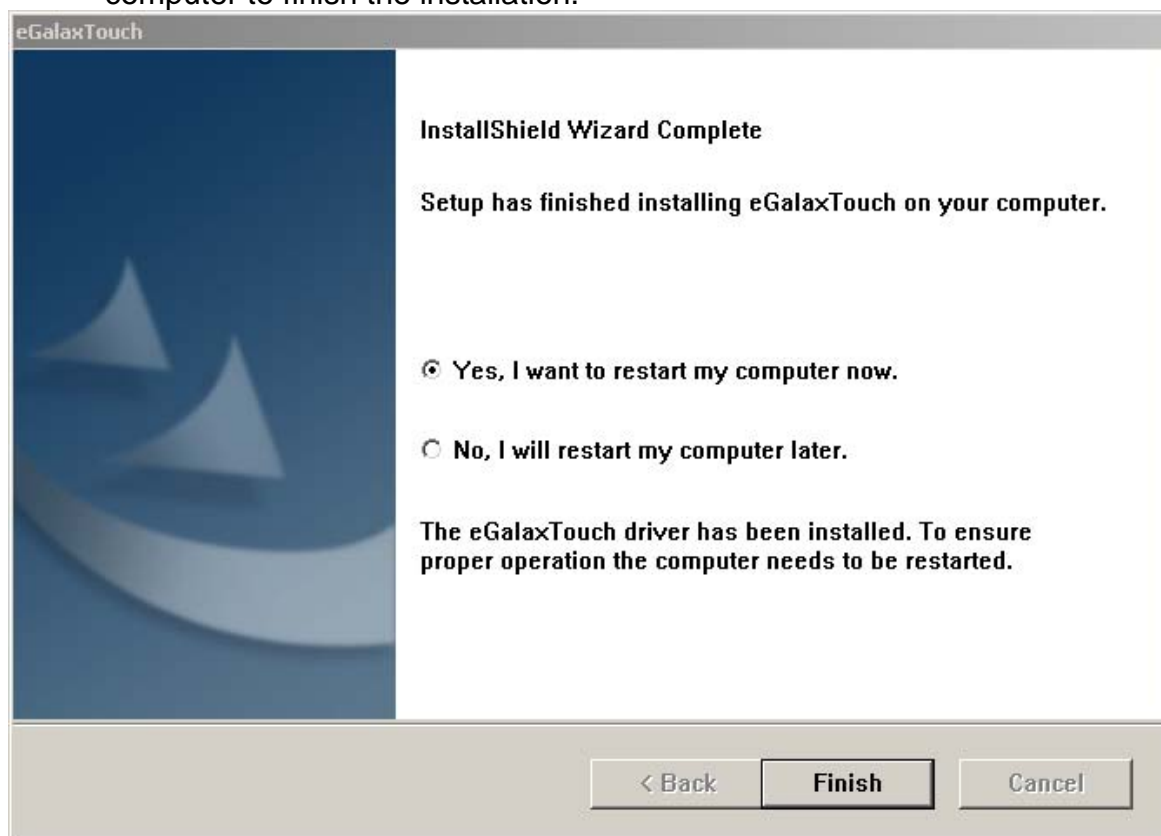 computer to finish the installation.
eGalaxTouch
InstallShield Wizard Complete
Setup has finished installing eGalaxTouch on your computer.
Yes, I want to restart my computer now.
No, I will restart my computer later.
The eGalaxTouch driver has been installed. To ensure
proper operation the computer needs to be restarted.
< Back
Finish
Cancel